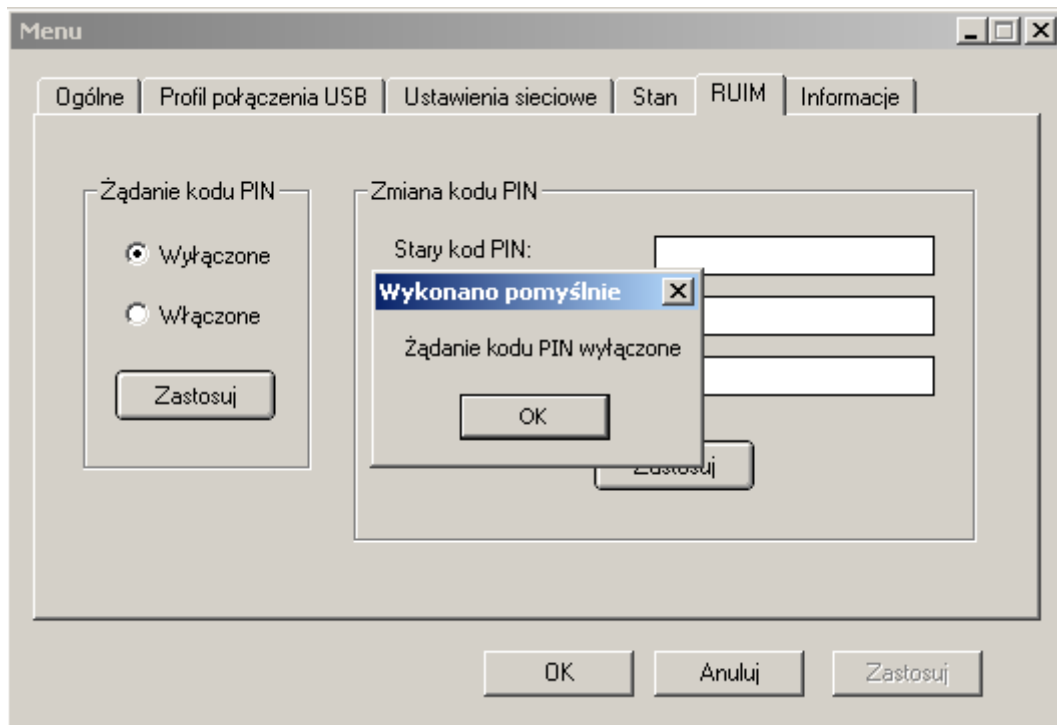 Menu
Ogólne Profil połączenia USB Ustawienia sieciowe Stan RUIM Informacje
Żądanie kodu PIN
Wyłączone
Włączone
Zastosuj
Zmiana kodu PIN
Stary kod PIN:
Wykonano pomyślnie
Żądanie kodu PIN wyłączone
OK
Zastosuj
OK Anuluj Zastosuj